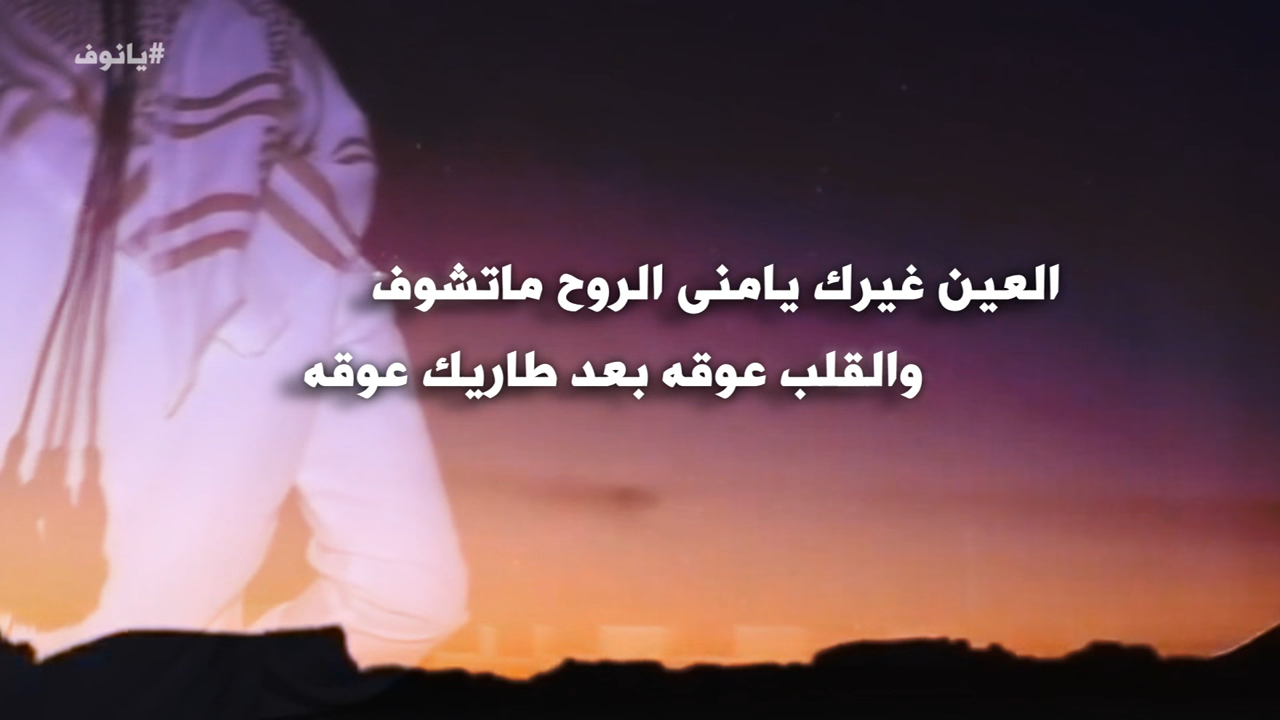 #يانوف
العين غيرك يامنى الروح ماتشوف
والقلب عوقه بعد طاريك عوقه